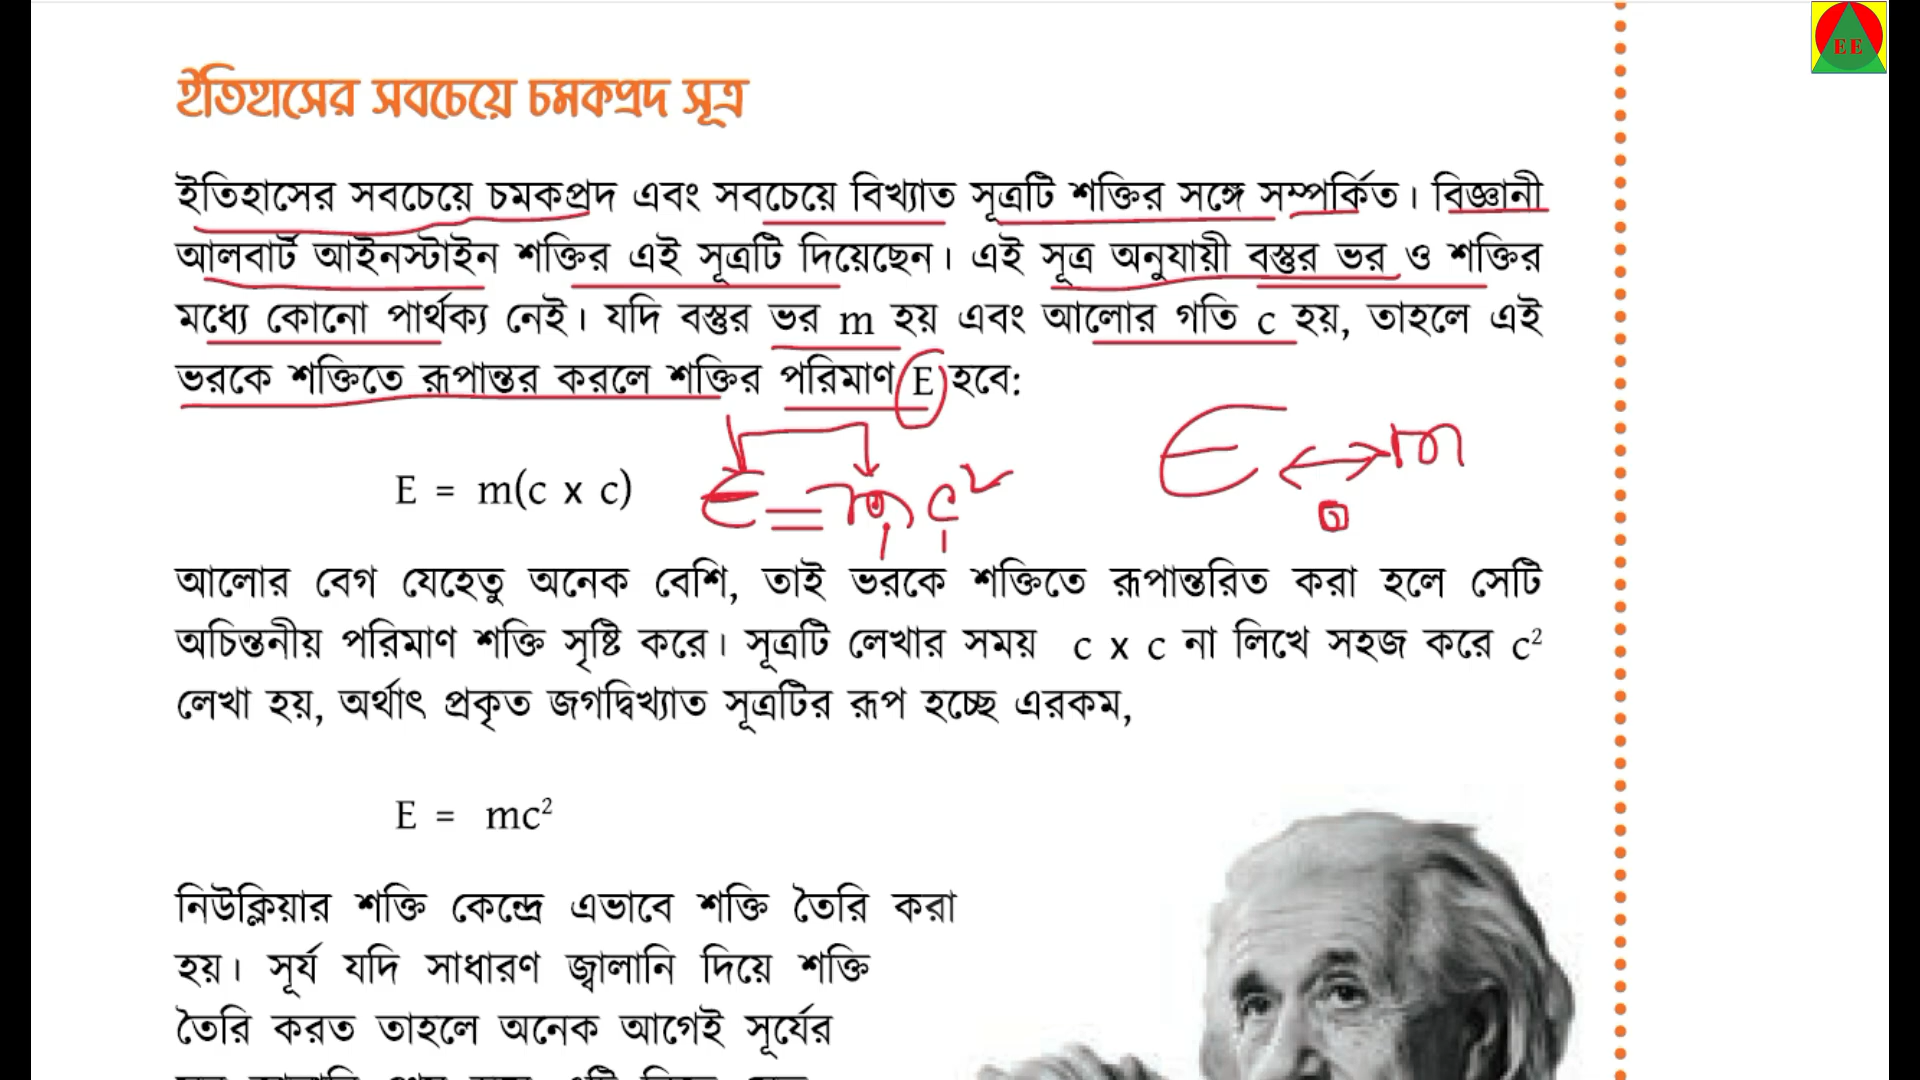 ইতিহাসের সবচেয়ে চমকপ্রদ সূত্র
EE
ইতিহাসের সবচেয়ে চমকপ্রদ এবং সবচেয়ে বিখ্যাত সূত্রটি শক্তির সঙ্গে সম্পর্কিত। বিজ্ঞানী
আলবার্ট আইনস্টাইন শক্তির এই সূত্রটি দিয়েছেন। এই সূত্র অনুযায়ী বস্তুর ভর ও শক্তির
মধ্যে কোনো পার্থক্য নেই। যদি বস্তুর ভর m হয় এবং আলোর গতি c হয়, তাহলে এই
ভরকে শক্তিতে রূপান্তর করলে শক্তির পরিমাণ E হবে:
E = m(c x c) E = mc² E ↔ m
আলোর বেগ যেহেতু অনেক বেশি, তাই ভরকে শক্তিতে রূপান্তরিত করা হলে সেটি
অচিন্তনীয় পরিমাণ শক্তি সৃষ্টি করে। সূত্রটি লেখার সময় c x c না লিখে সহজ করে c²
লেখা হয়, অর্থাৎ প্রকৃত জগদ্বিখ্যাত সূত্রটির রূপ হচ্ছে এরকম,
E = mc²
নিউক্লিয়ার শক্তি কেন্দ্রে এভাবে শক্তি তৈরি করা
হয়। সূর্য যদি সাধারণ জ্বালানি দিয়ে শক্তি
তৈরি করত তাহলে অনেক আগেই সূর্যের